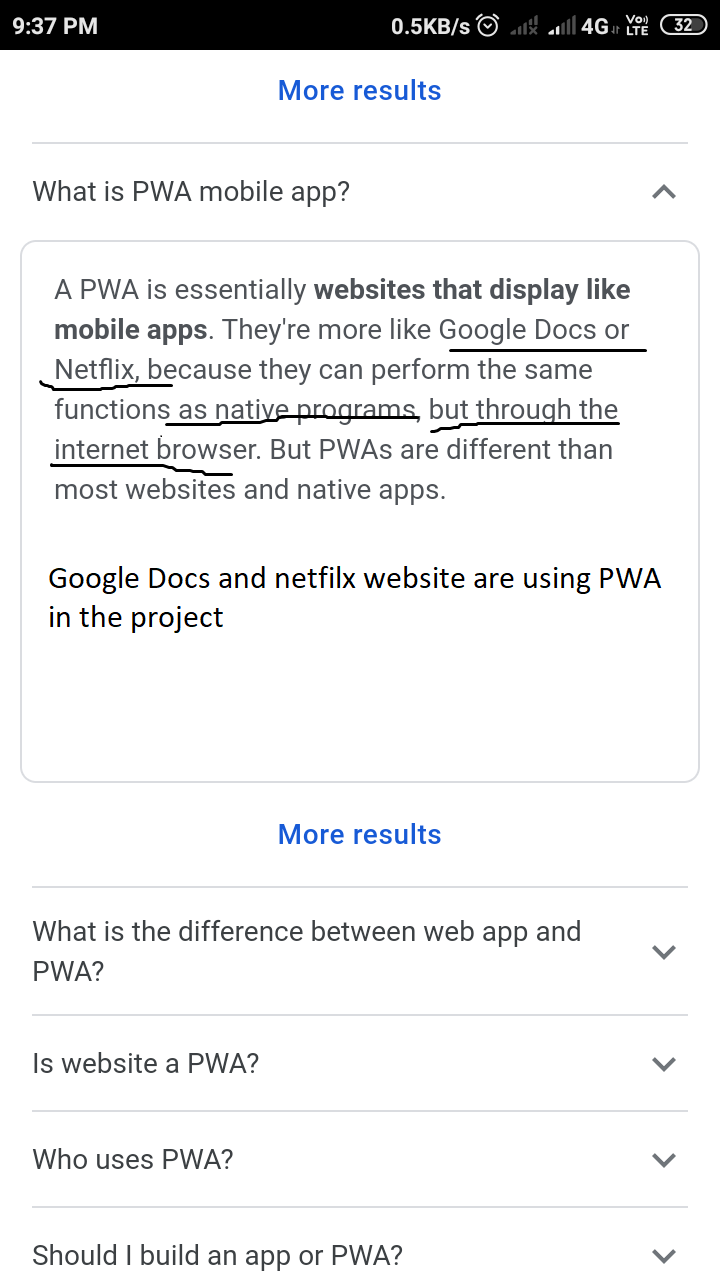 9:37 PM 0.5KB/s 4G Vo) LTE 32
More results
What is PWA mobile app?
A PWA is essentially websites that display like
mobile apps. They're more like Google Docs or
Netflix, because they can perform the same
functions as native programs, but through the
internet browser. But PWAs are different than
most websites and native apps.
Google Docs and netfilx website are using PWA
in the project
More results
What is the difference between web app and
PWA?
Is website a PWA?
Who uses PWA?
Should I build an app or PWA?